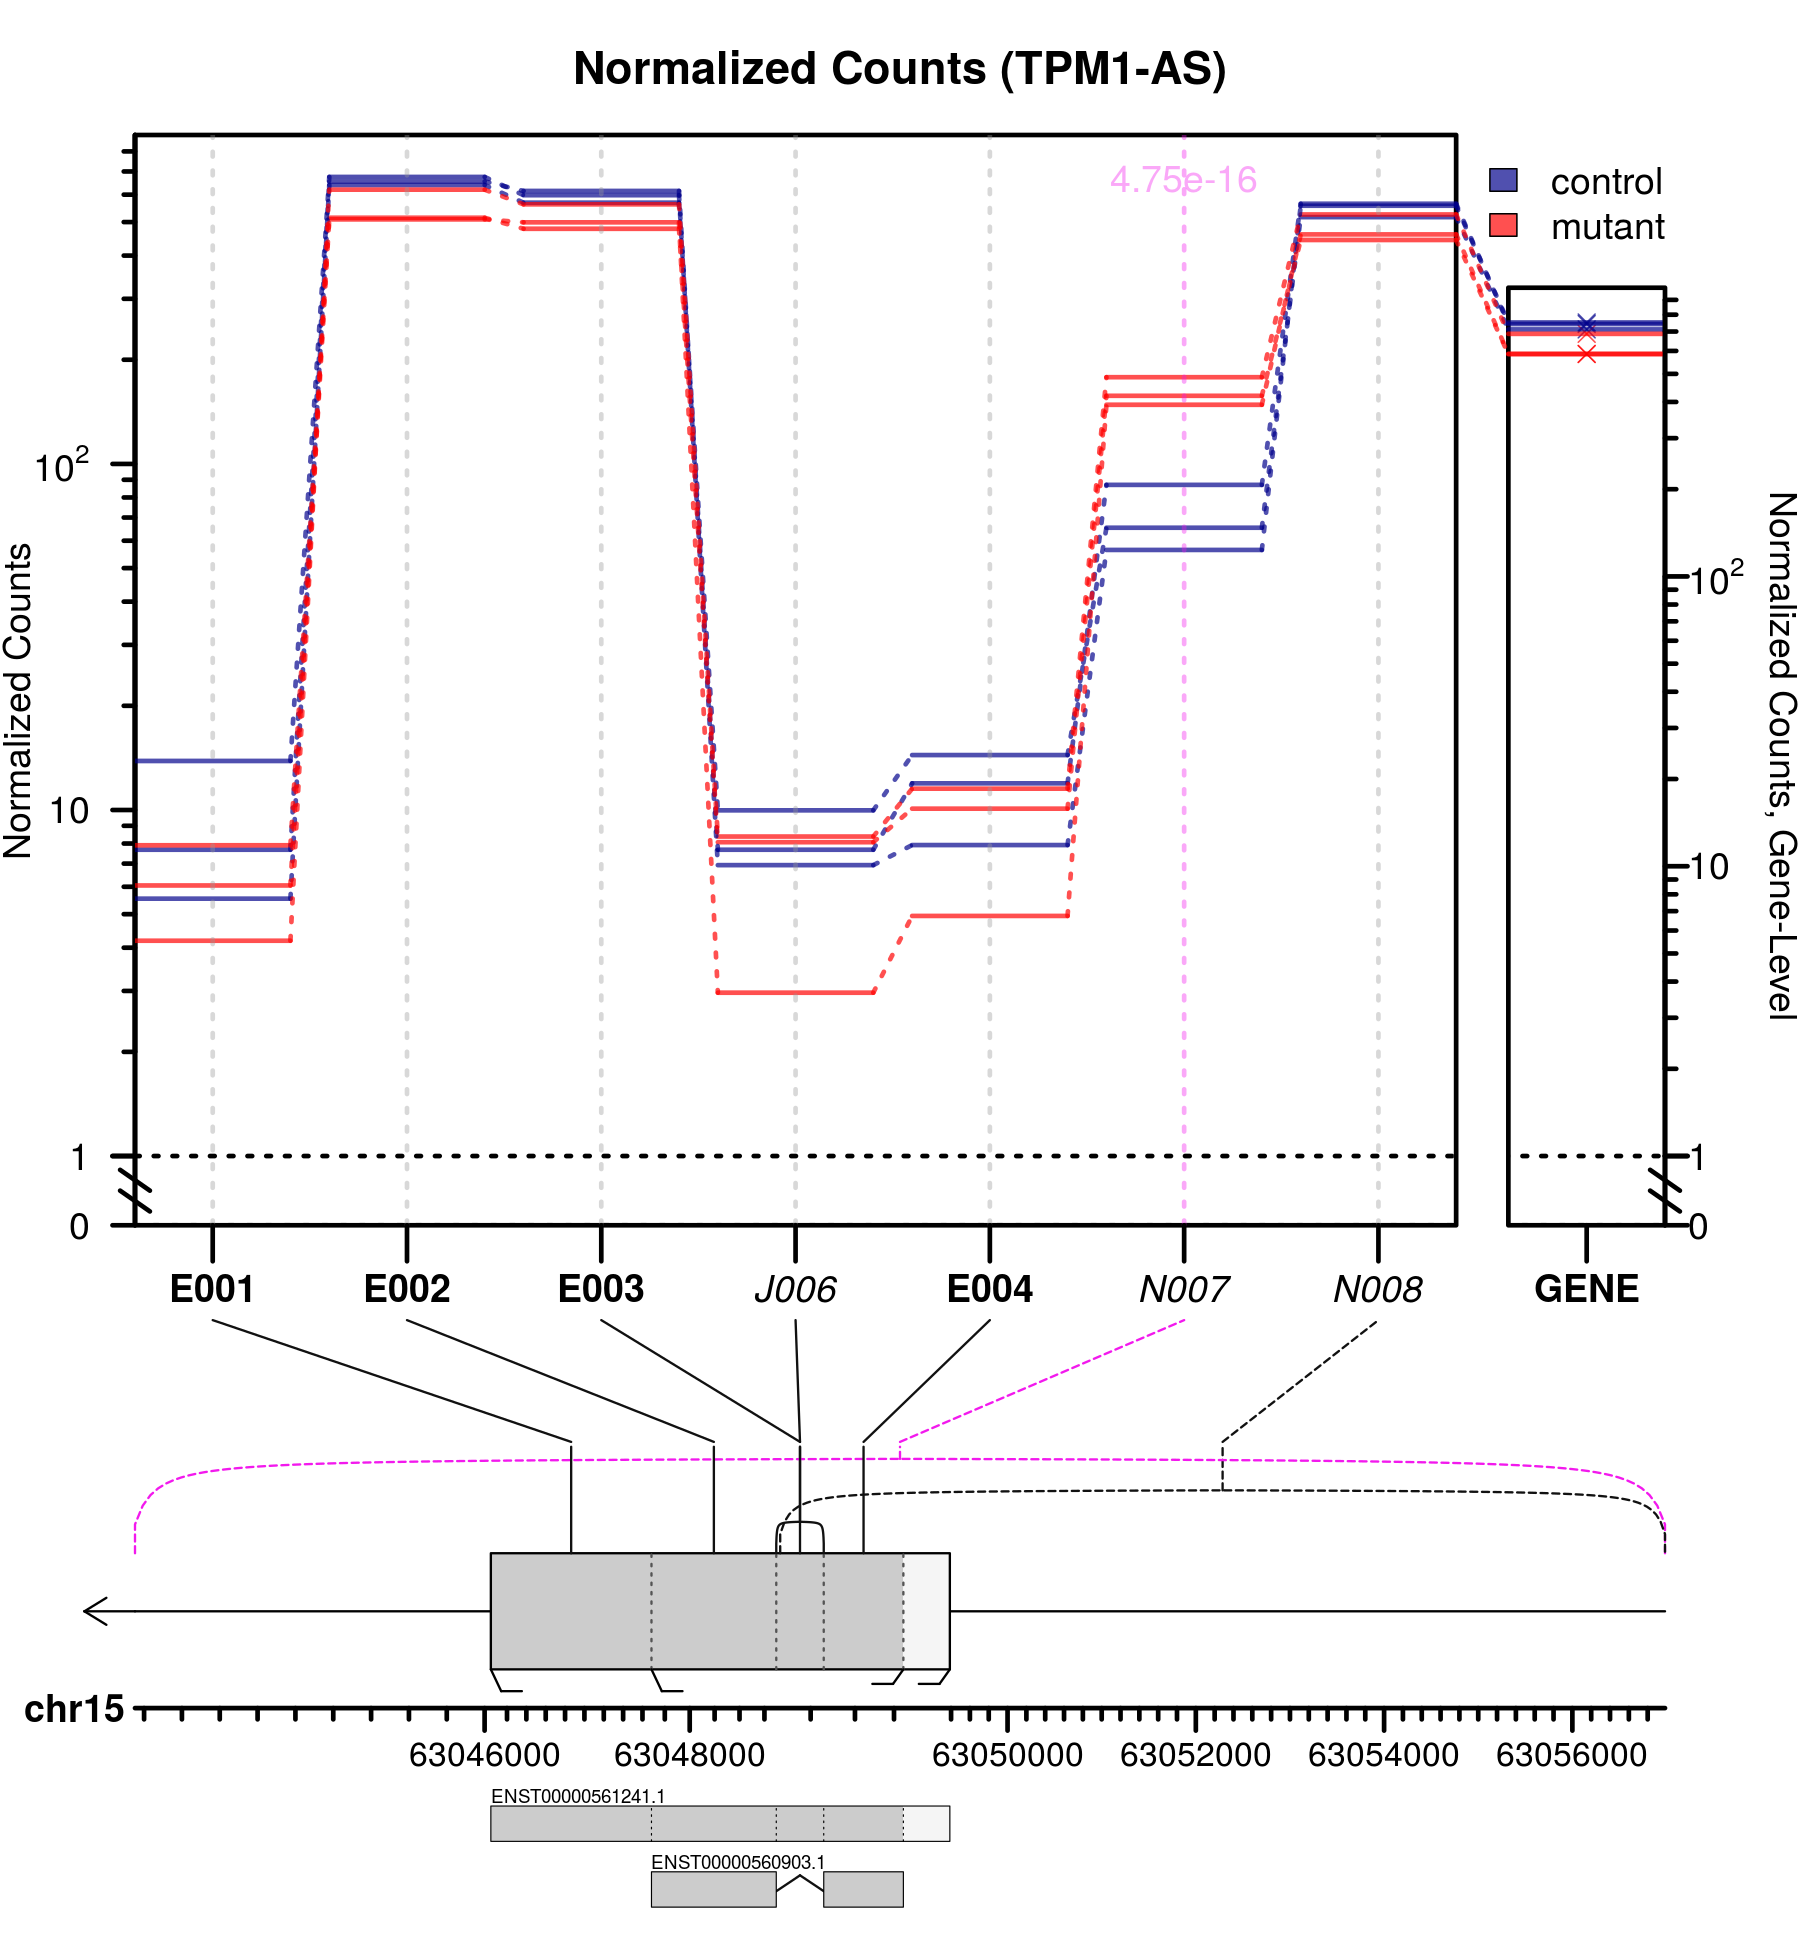 Normalized Counts (TPM1-AS)
4.75e-16
control
mutant
Normalized Counts
10²
10
1
0
10²
10
1
0
Normalized Counts, Gene-Level
E001 E002 E003 J006 E004 N007 N008 GENE
chr15
63046000 63048000 63050000 63052000 63054000 63056000
ENST00000561241.1
ENST00000560903.1